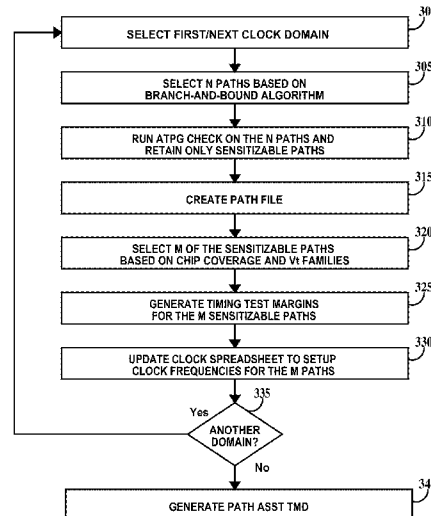 30
SELECT FIRST/NEXT CLOCK DOMAIN
305
SELECT N PATHS BASED ON
BRANCH-AND-BOUND ALGORITHM
310
RUN ATPG CHECK ON THE N PATHS AND
RETAIN ONLY SENSITIZABLE PATHS
315
CREATE PATH FILE
320
SELECT M OF THE SENSITIZABLE PATHS
BASED ON CHIP COVERAGE AND Vt FAMILIES
325
GENERATE TIMING TEST MARGINS
FOR THE M SENSITIZABLE PATHS
330
UPDATE CLOCK SPREADSHEET TO SETUP
CLOCK FREQUENCIES FOR THE M PATHS
335
Yes
ANOTHER
DOMAIN?
No
34
GENERATE PATH ASST TMD